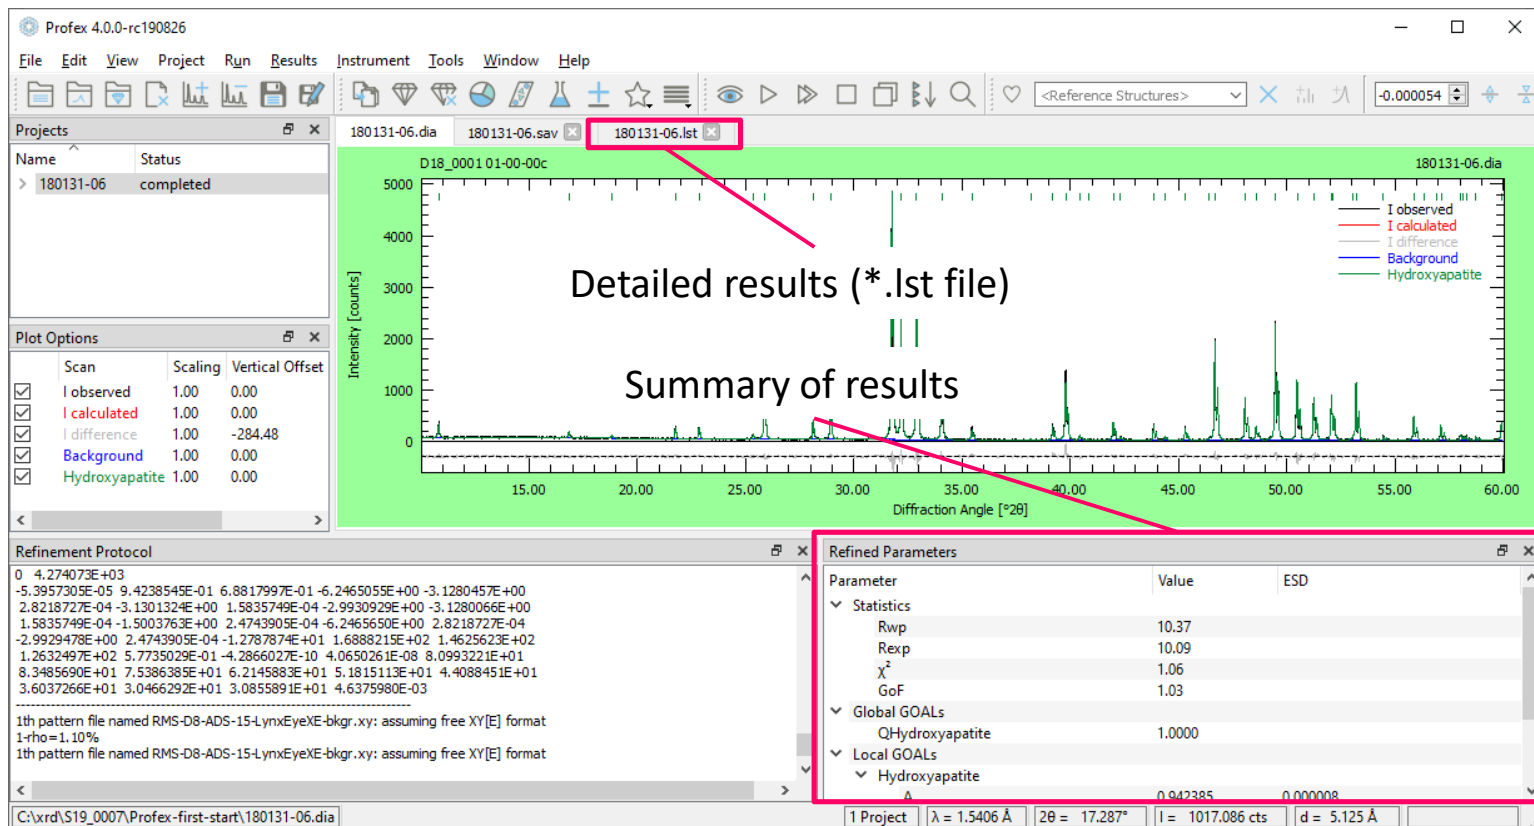 Profex 4.0.0-rc190826
File Edit View Project Run Results Instrument Tools Window Help
<Reference Structures> -0.000054
Projects
Name Status
180131-06 completed
180131-06.dia 180131-06.sav 180131-06.lst
D18_0001 01-00-00c 180131-06.dia
5000
4000
3000
2000
1000
0
Intensity [counts]
I observed
I calculated
I difference
Background
Hydroxyapatite
Detailed results (*.lst file)
Summary of results
15.00 20.00 25.00 30.00 35.00 40.00 45.00 50.00 55.00 60.00
Diffraction Angle [°2θ]
Plot Options
Scan Scaling Vertical Offset
I observed 1.00 0.00
I calculated 1.00 0.00
I difference 1.00 -284.48
Background 1.00 0.00
Hydroxyapatite 1.00 0.00
Refinement Protocol
0 4.274073E+03
-5.3957305E-05 9.4238545E-01 6.8817997E-01 -6.2465055E+00 -3.1280457E+00
2.8218727E-04 -3.1301324E+00 1.5835749E-04 -2.9930929E+00 -3.1280066E+00
1.5835749E-04 -1.5003763E+00 2.4743905E-04 -6.2465650E+00 2.8218727E-04
-2.9929478E+00 2.4743905E-04 -1.2787874E+01 1.6888215E+02 1.4625623E+02
1.2632497E+02 5.7735029E-01 -4.2866027E-10 4.0650261E-08 8.0993221E+01
8.3485690E+01 7.5386385E+01 6.2145883E+01 5.1815113E+01 4.4088451E+01
3.6037266E+01 3.0466292E+01 3.0855891E+01 4.6375980E-03
--------------------------------------------------------------------------------
1th pattern file named RMS-D8-ADS-15-LynxEyeXE-bkgr.xy: assuming free XY[E] format
1-rho=1.10%
1th pattern file named RMS-D8-ADS-15-LynxEyeXE-bkgr.xy: assuming free XY[E] format
Refined Parameters
Parameter Value ESD
Statistics
Rwp 10.37
Rexp 10.09
χ² 1.06
GoF 1.03
Global GOALs
QHydroxyapatite 1.0000
Local GOALs
Hydroxyapatite
A 0.942385 0.000008
C:\xrd\S19_0007\Profex-first-start\180131-06.dia
1 Project λ = 1.5406 Å 2θ = 17.287° I = 1017.086 cts d = 5.125 Å